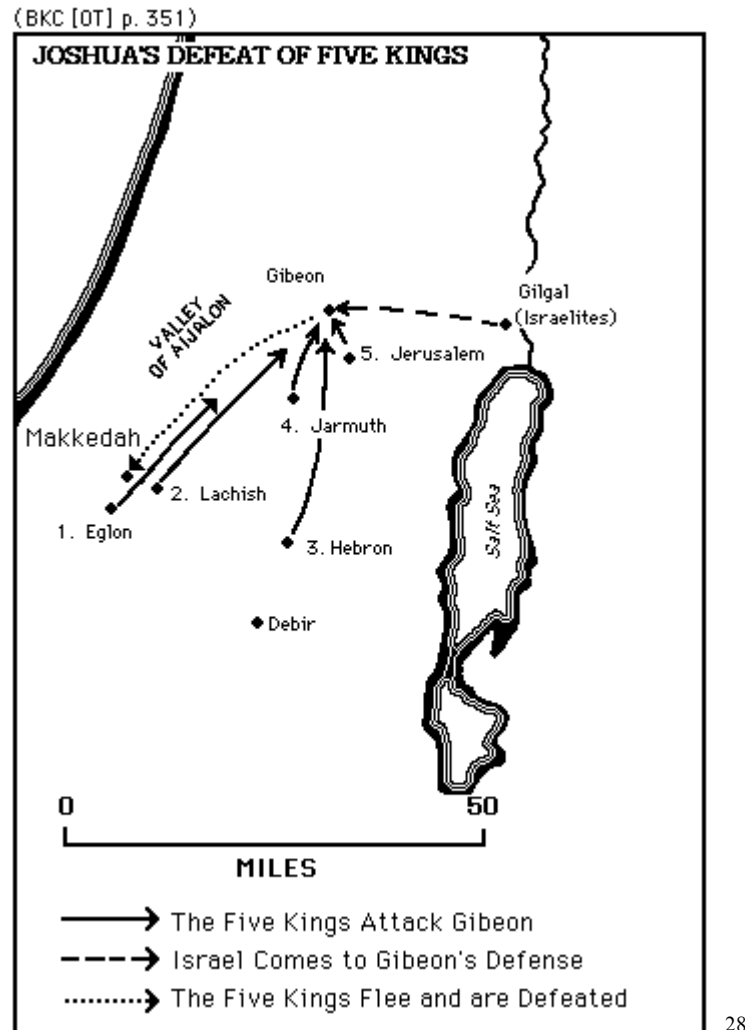 (BKC [OT] p. 351)
JOSHUA'S DEFEAT OF FIVE KINGS
Gibeon
Gilgal
(Israelites)
VALLEY
OF AIJALON
5. Jerusalem
4. Jarmuth
Makkedah
2. Lachish
1. Eglon
3. Hebron
Salt Sea
Debir
0 50
MILES
The Five Kings Attack Gibeon
Israel Comes to Gibeon's Defense
The Five Kings Flee and are Defeated
28